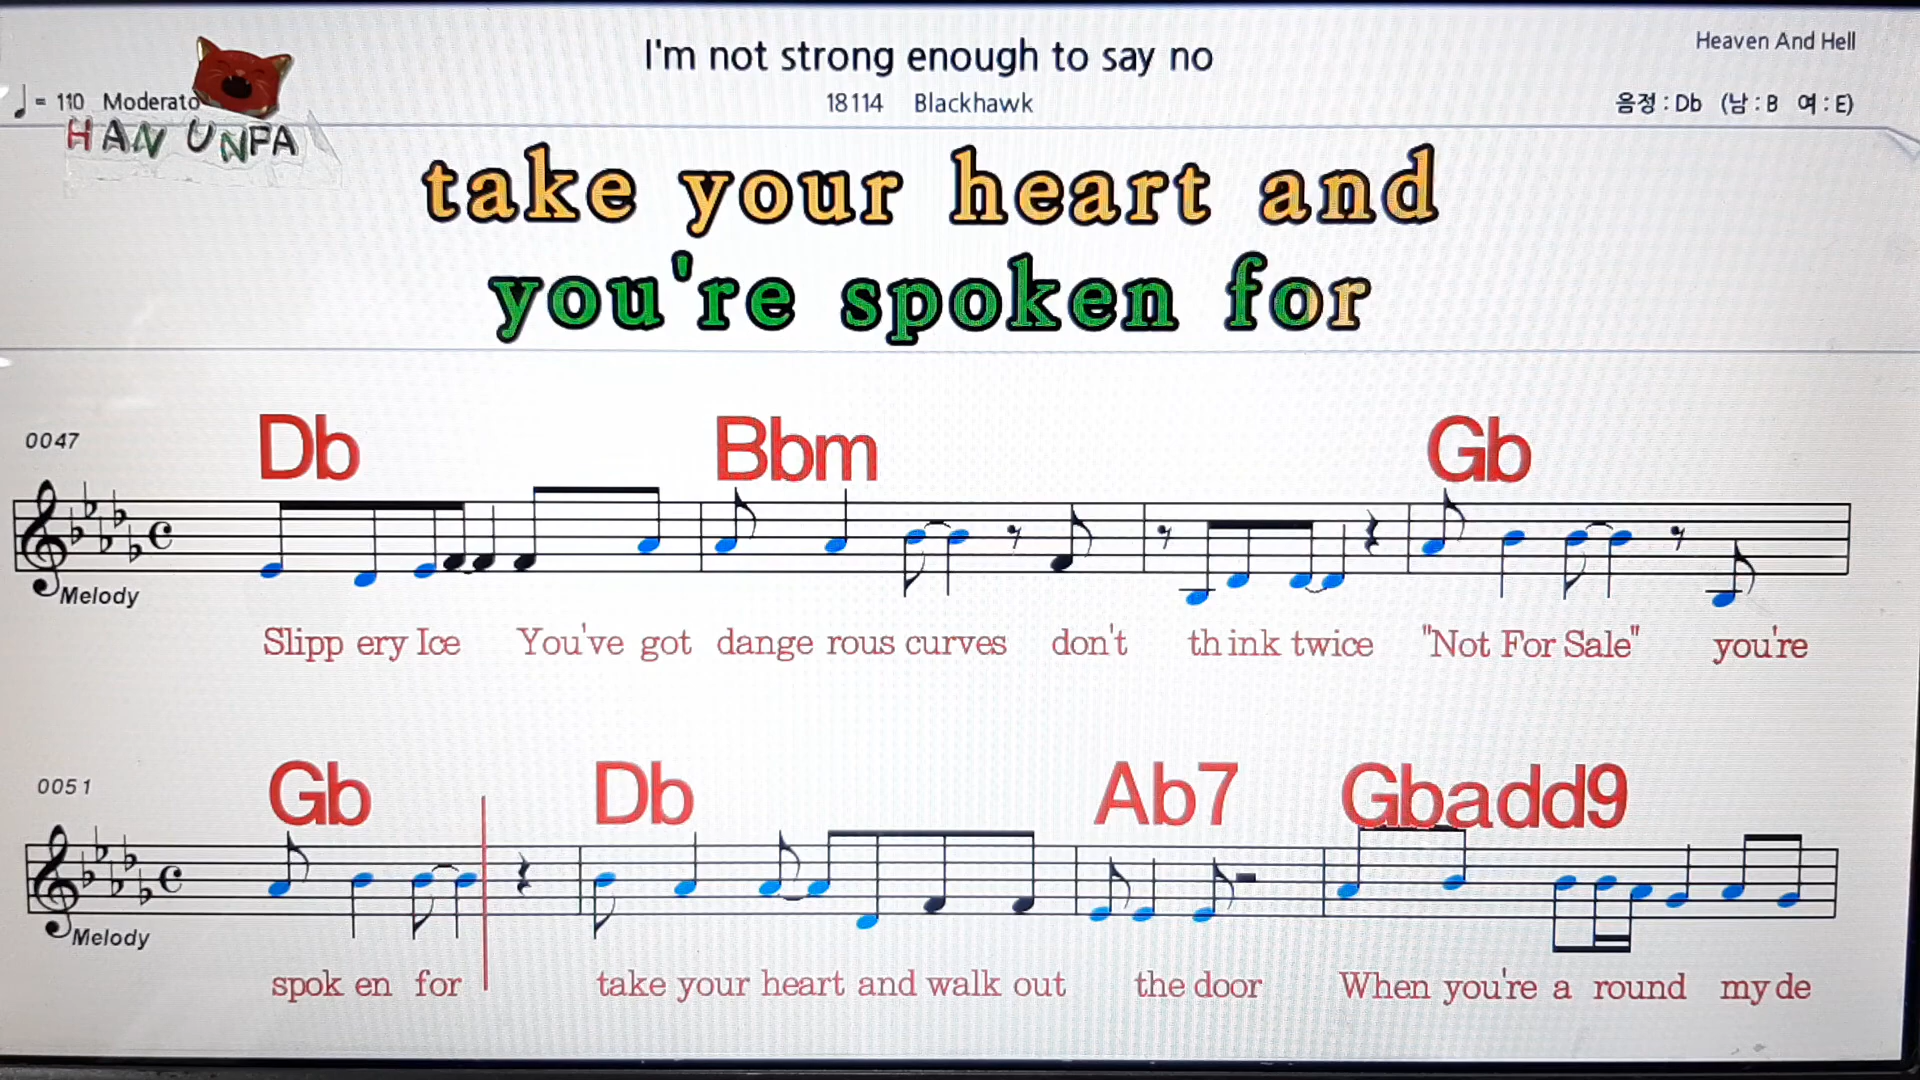 I'm not strong enough to say no
Heaven And Hell
= 110 Moderato
18114 Blackhawk
음정 : Db (남 : B 여 : E)
HAN UNPA
take your heart and
you're spoken for
0047
Db Bbm Gb
Melody
Slipp ery Ice You've got dange rous curves don't th ink twice "Not For Sale" you're
0051
Gb Db Ab7 Gbadd9
Melody
spok en for take your heart and walk out the door When you're a round my de